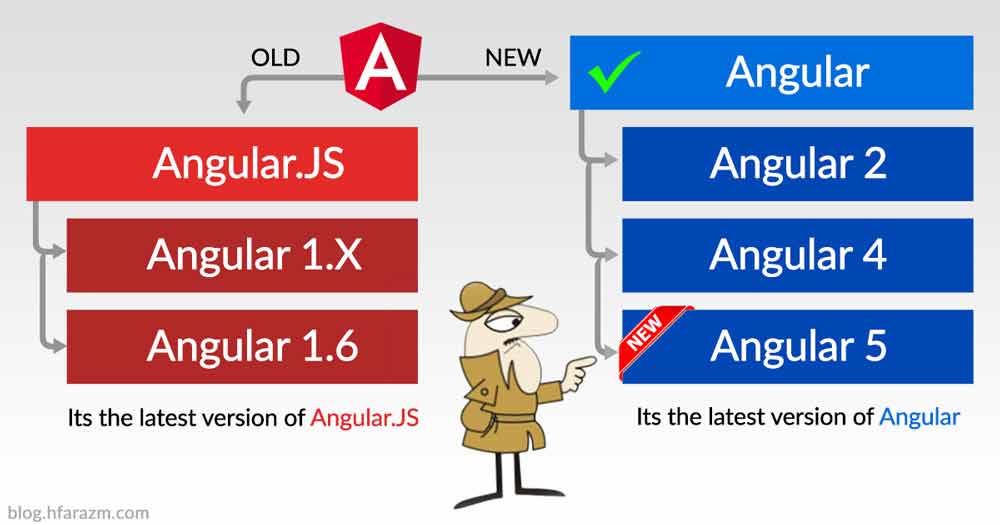 OLD
A
NEW
Angular
Angular.JS
Angular 2
Angular 1.X
Angular 4
Angular 1.6
NEW
Angular 5
Its the latest version of Angular.JS
Its the latest version of Angular
blog.hfarazm.com